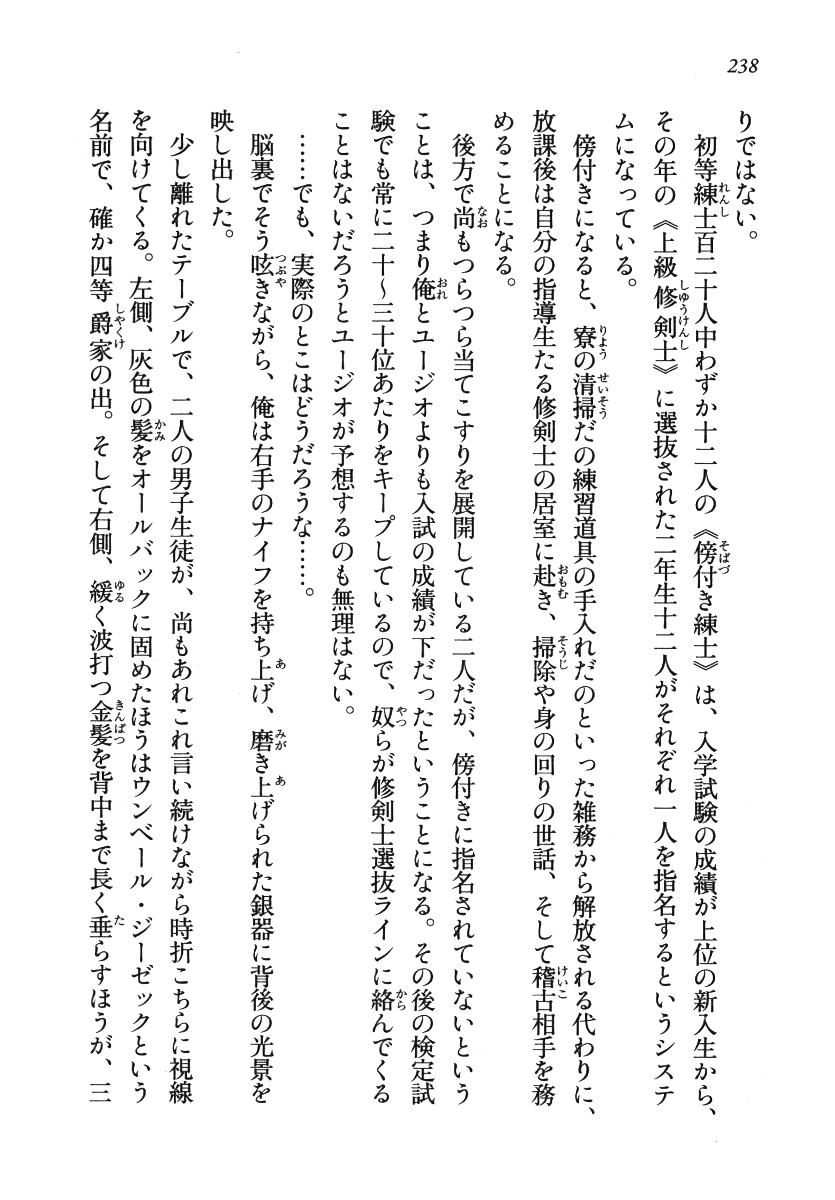 238
りではない。
　初等練士百二十人中わずか十二人の《傍付き練士》は、入学試験の成績が上位の新入生から、
その年の《上級修剣士》に選抜された二年生十二人がそれぞれ一人を指名するというシステ
ムになっている。
　傍付きになると、寮の清掃だの練習道具の手入れだのといった雑務から解放される代わりに、
放課後は自分の指導生たる修剣士の居室に赴き、掃除や身の回りの世話、そして稽古相手を務
めることになる。
　後方で尚もつらつら当てこすりを展開している二人だが、傍付きに指名されていないという
ことは、つまり俺とユージオよりも入試の成績が下だったということになる。その後の検定試
験でも常に二十～三十位あたりをキープしているので、奴らが修剣士選抜ラインに絡んでくる
ことはないだろうとユージオが予想するのも無理はない。
　……でも、実際のとこはどうだろうな……。
　脳裏でそう呟きながら、俺は右手のナイフを持ち上げ、磨き上げられた銀器に背後の光景を
映し出した。
　少し離れたテーブルで、二人の男子生徒が、尚もあれこれ言い続けながら時折こちらに視線
を向けてくる。左側、灰色の髪をオールバックに固めたほうはウンベール・ジーゼックという
名前で、確か四等爵家の出。そして右側、緩く波打つ金髪を背中まで長く垂らすほうが、三